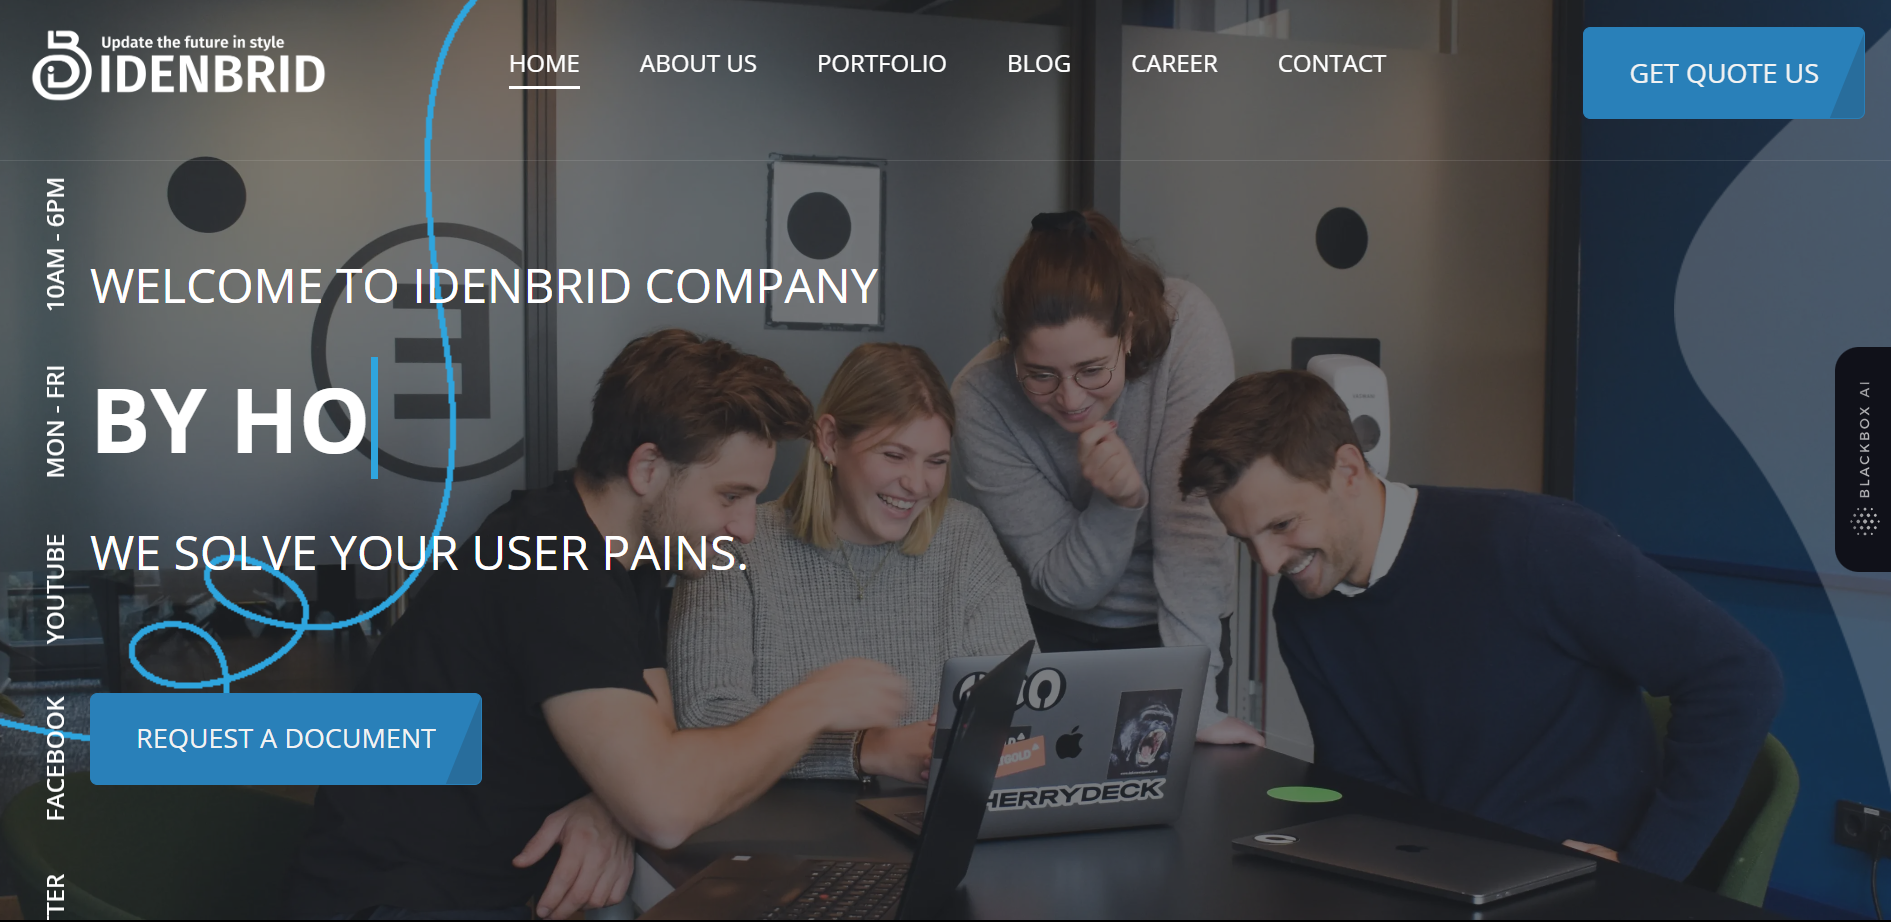 Update the future in style
IDENBRID
HOME
ABOUT US
PORTFOLIO
BLOG
CAREER
CONTACT
GET QUOTE US
10AM - 6PM
MON - FRI
YOUTUBE
FACEBOOK
TTER
WELCOME TO IDENBRID COMPANY
BY HO
WE SOLVE YOUR USER PAINS.
REQUEST A DOCUMENT
BLACKBOX AI
HERRYDECK